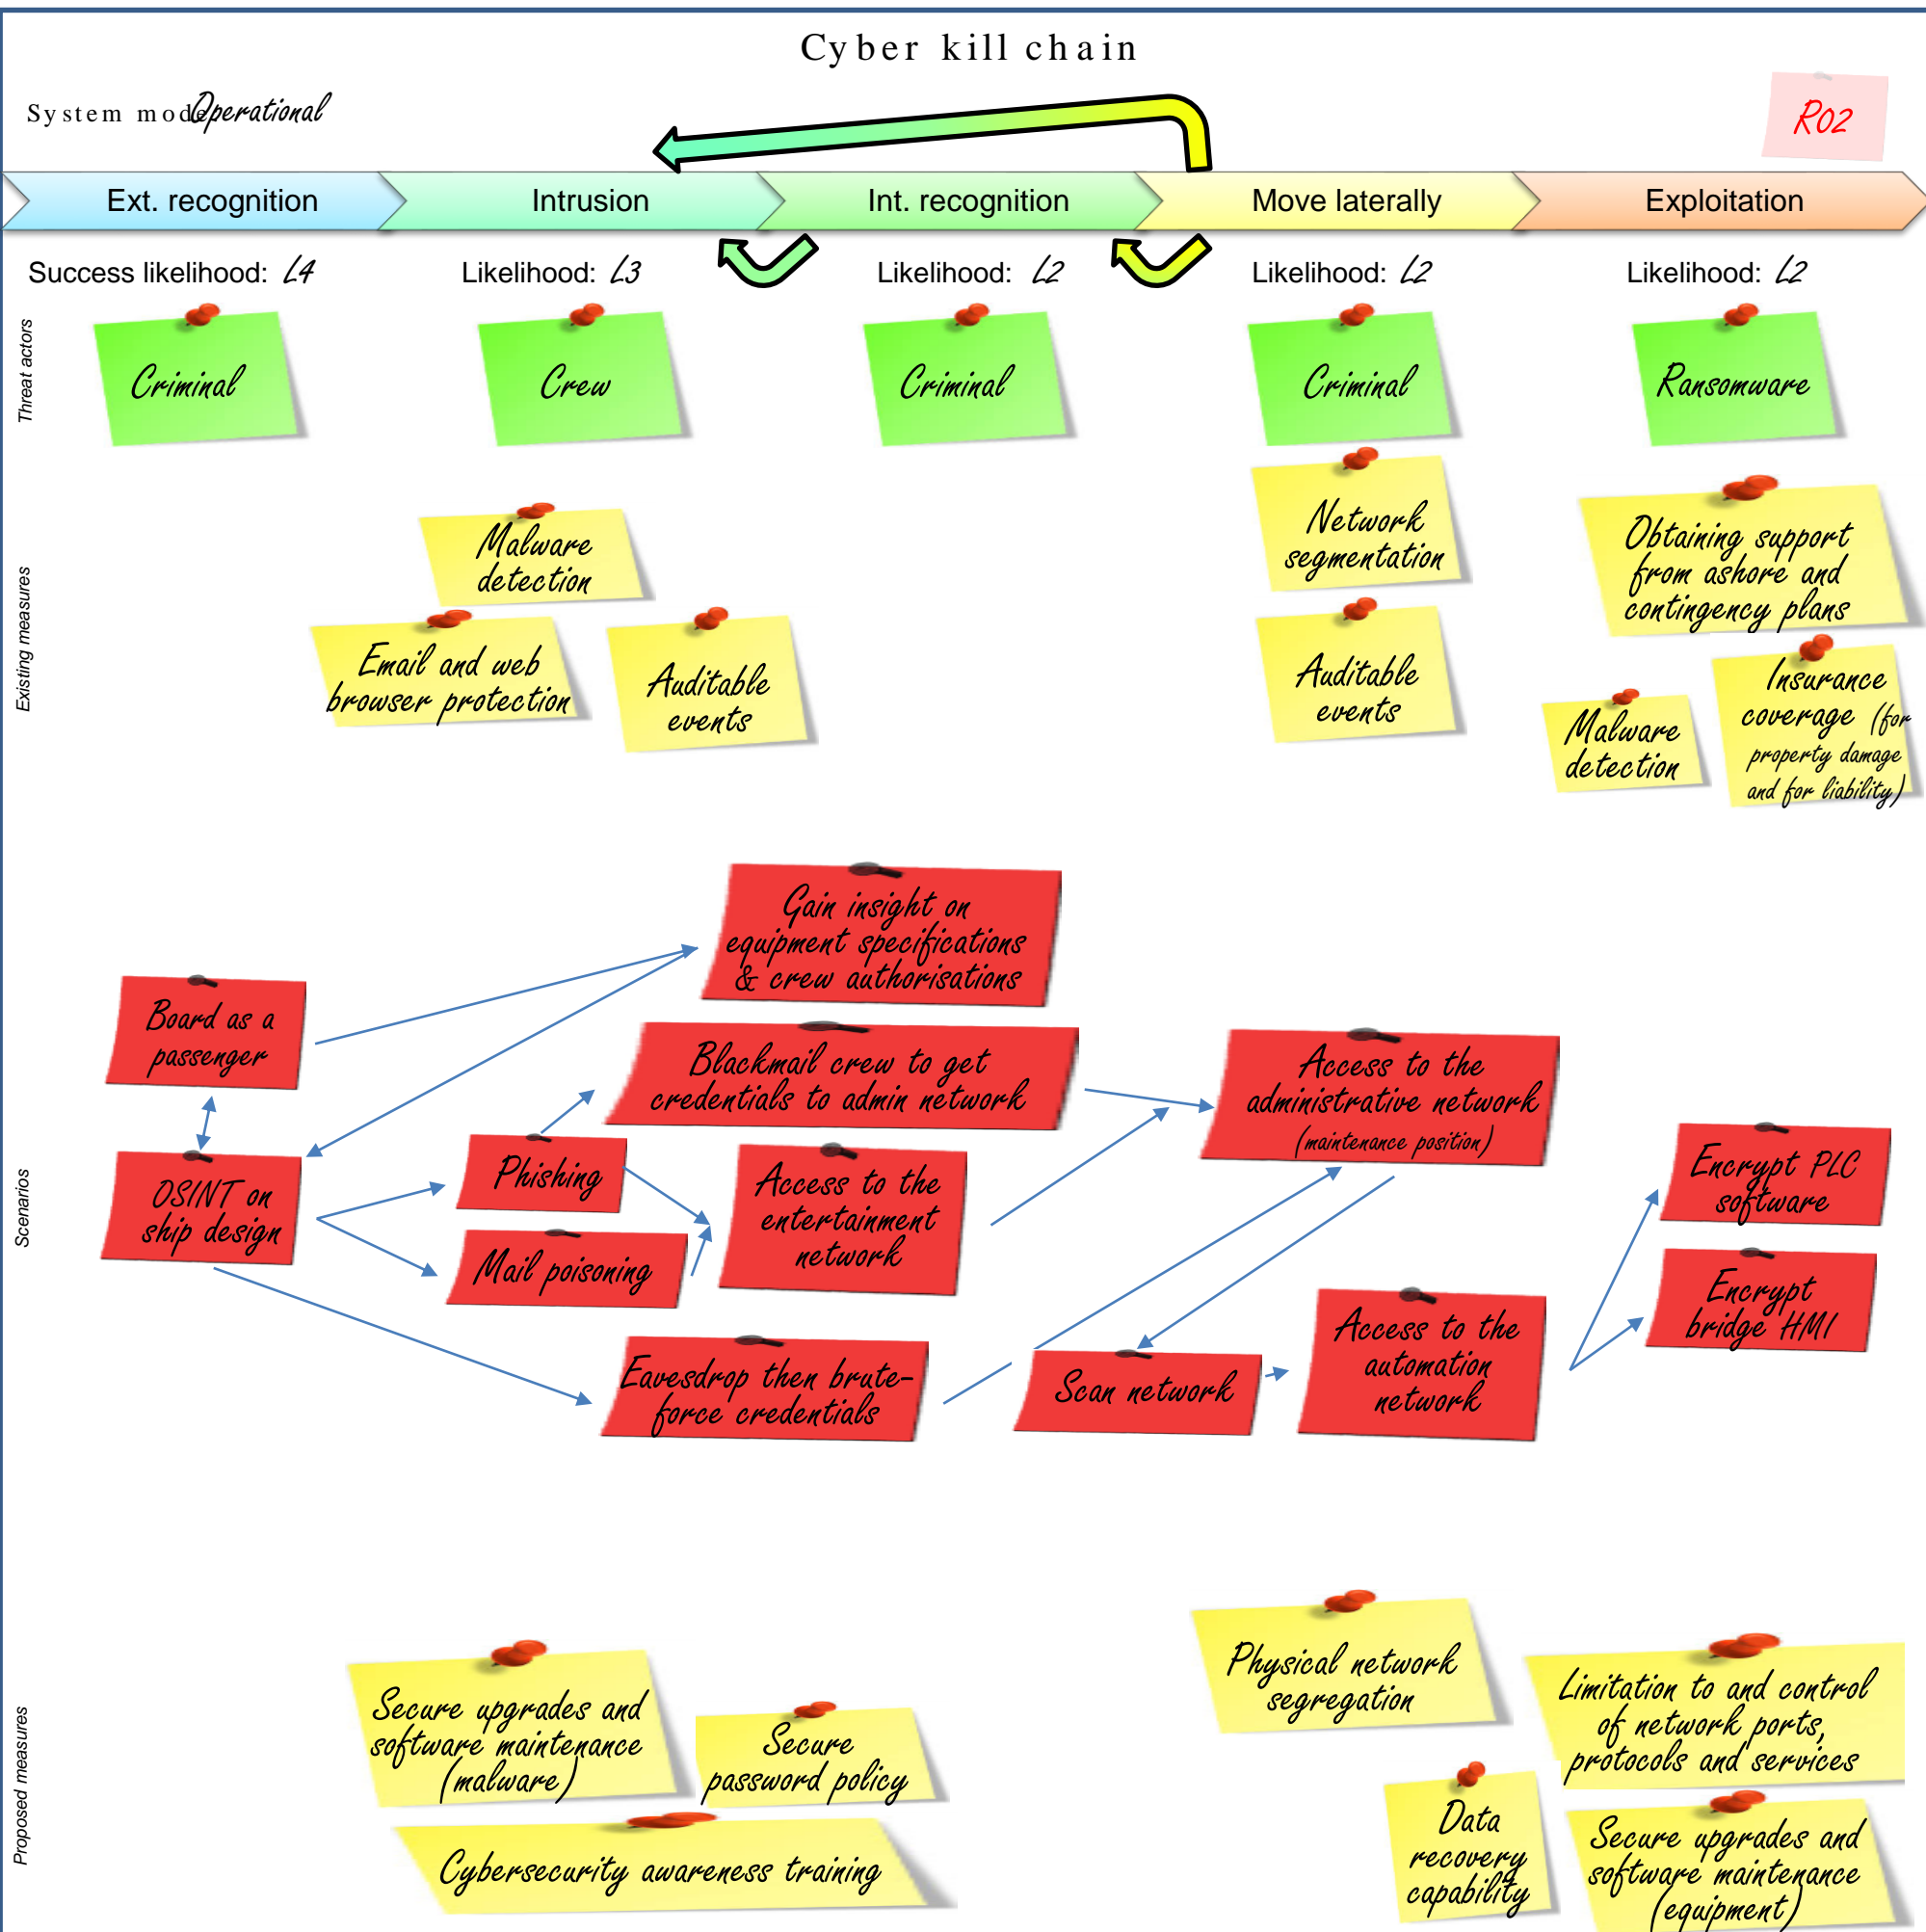 Cyber kill chain
System mode
Operational
R02
Ext. recognition
Intrusion
Int. recognition
Move laterally
Exploitation
Success likelihood: L4
Likelihood: L3
Likelihood: L2
Likelihood: L2
Likelihood: L2
Threat actors
Criminal
Crew
Criminal
Criminal
Ransomware
Existing measures
Malware
detection
Email and web
browser protection
Auditable
events
Network
segmentation
Auditable
events
Obtaining support
from ashore and
contingency plans
Malware
detection
Insurance
coverage (for
property damage
and for liability)
Scenarios
Board as a
passenger
OSINT on
ship design
Gain insight on
equipment specifications
& crew authorisations
Blackmail crew to get
credentials to admin network
Phishing
Mail poisoning
Access to the
entertainment
network
Eavesdrop then brute-
force credentials
Access to the
administrative network
(maintenance position)
Scan network
Access to the
automation
network
Encrypt PLC
software
Encrypt
bridge HMI
Proposed measures
Secure upgrades and
software maintenance
(malware)
Secure
password policy
Cybersecurity awareness training
Physical network
segregation
Limitation to and control
of network ports,
protocols and services
Data
recovery
capability
Secure upgrades and
software maintenance
(equipment)